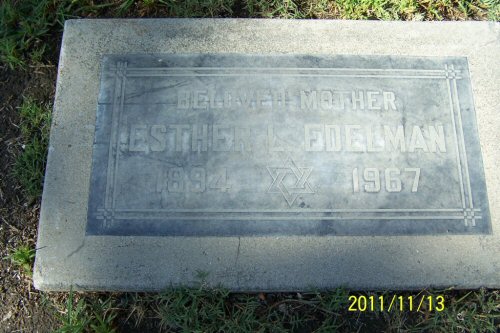 BELOVED MOTHER
ESTHER L. EDELMAN
1894 1967
2011/11/13